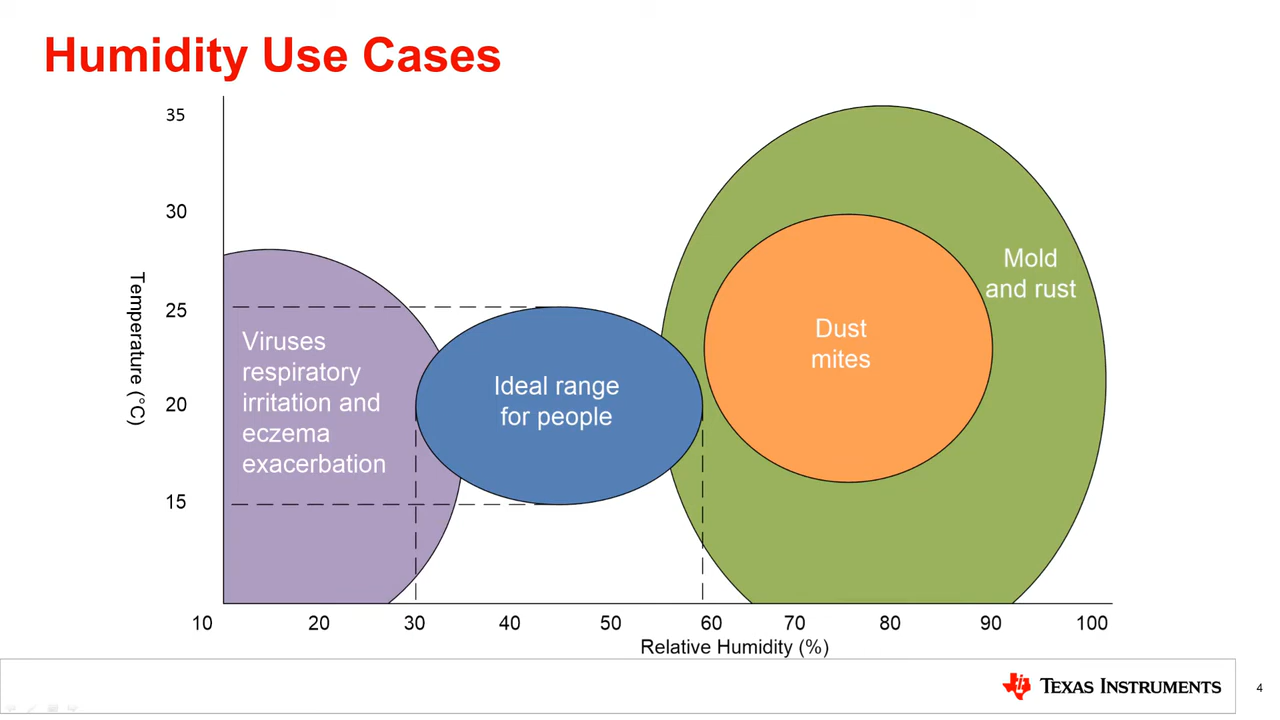 Humidity Use Cases
35
30
25
20
15
Temperature (°C)
Viruses
respiratory
irritation and
eczema
exacerbation
Ideal range
for people
Dust
mites
Mold
and rust
10 20 30 40 50 60 70 80 90 100
Relative Humidity (%)
TEXAS INSTRUMENTS
4